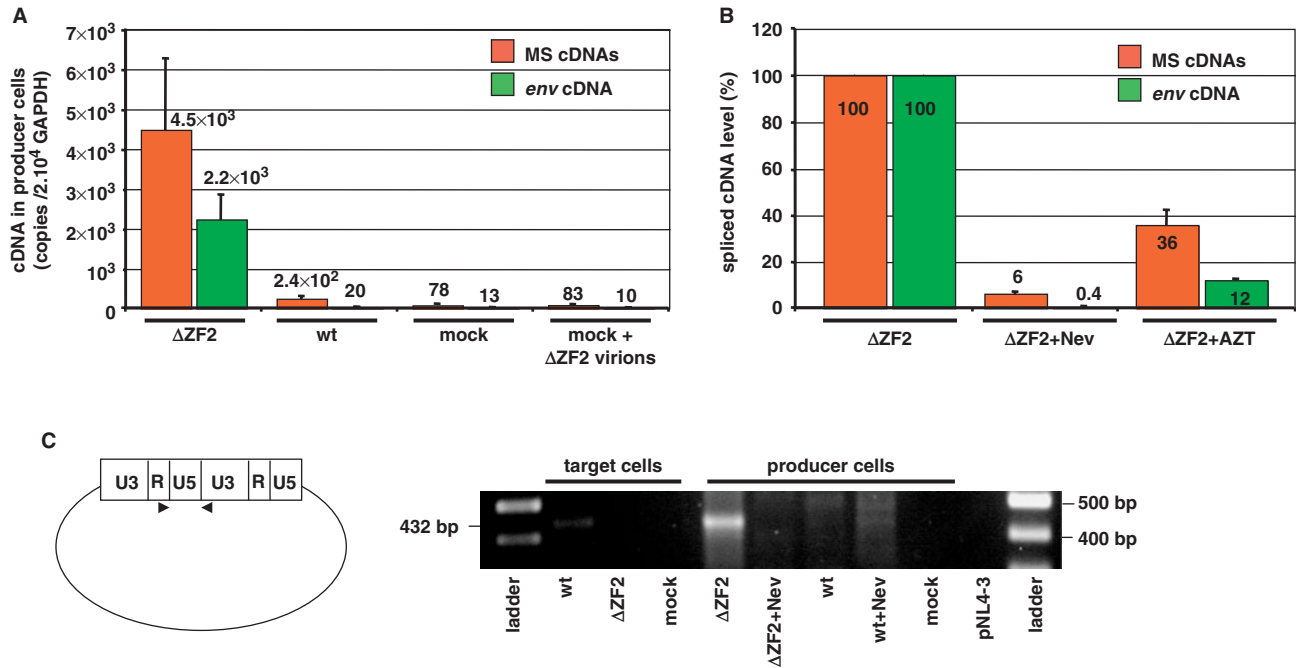 A
cDNA in producer cells
(copies /2.10⁴ GAPDH)
7×10³
6×10³
5×10³
4×10³
3×10³
2×10³
10³
0
MS cDNAs
env cDNA
4.5×10³
2.2×10³
2.4×10²
20
78
13
83
10
ΔZF2
wt
mock
mock +
ΔZF2 virions
B
spliced cDNA level (%)
120
100
80
60
40
20
0
MS cDNAs
env cDNA
100
100
6
0.4
36
12
ΔZF2
ΔZF2+Nev
ΔZF2+AZT
C
U3 R U5 U3 R U5
target cells
producer cells
432 bp
500 bp
400 bp
ladder
wt
ΔZF2
mock
ΔZF2
ΔZF2+Nev
wt
wt+Nev
mock
pNL4-3
ladder